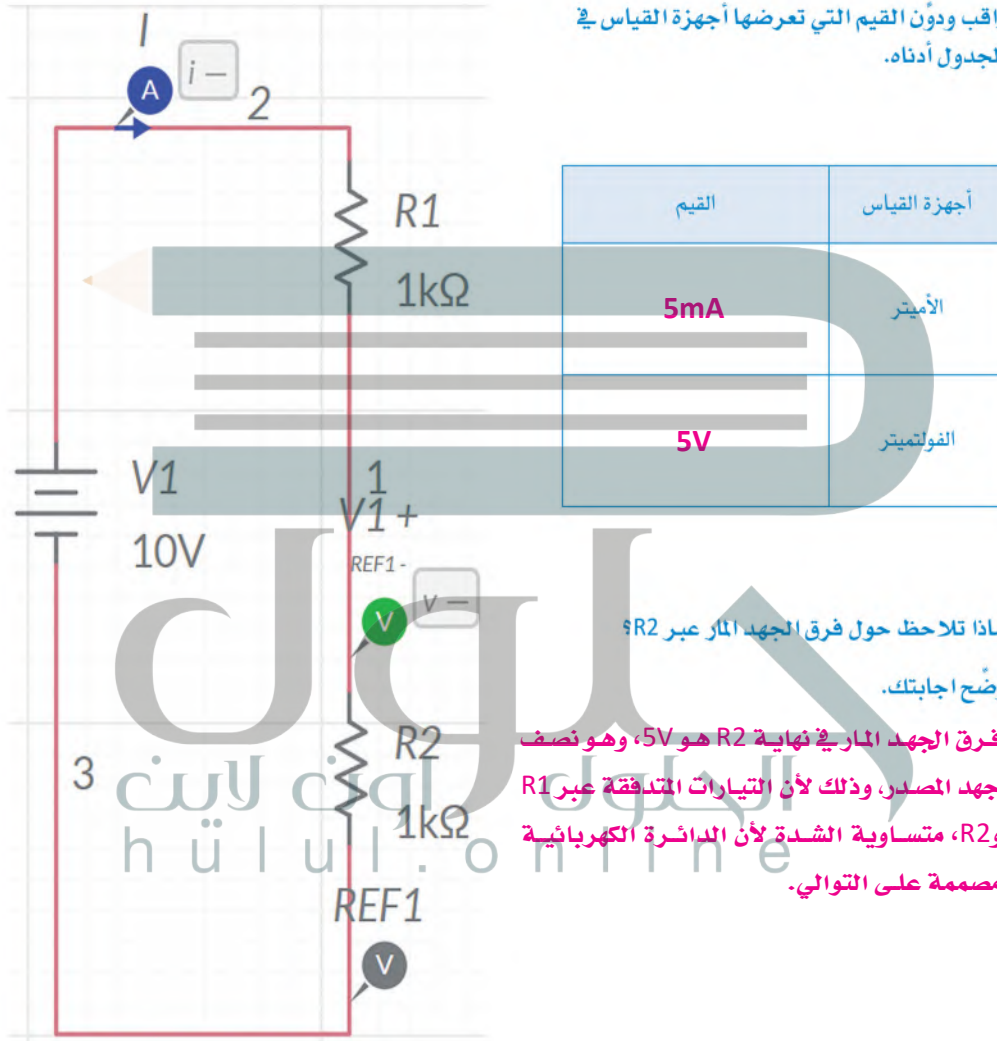 راقب ودوِّن القيم التي تعرضها أجهزة القياس في
الجدول أدناه.
I
A
i —
2
R1
1kΩ
أجهزة القياس
القيم
الأميتر
5mA
الفولتميتر
5V
V1
10V
1
V1 +
REF1 -
V
v —
ماذا تلاحظ حول فرق الجهد المار عبر R2؟
وضِّح اجابتك.
فرق الجهد المار في نهاية R2 هو 5V، وهو نصف
جهد المصدر، وذلك لأن التيارات المتدفقة عبر R1
وR2، متساوية الشدة لأن الدائرة الكهربائية
مصممة على التوالي.
R2
1kΩ
3
REF1
V
حلول
الحلول اون لاين
hülul.online